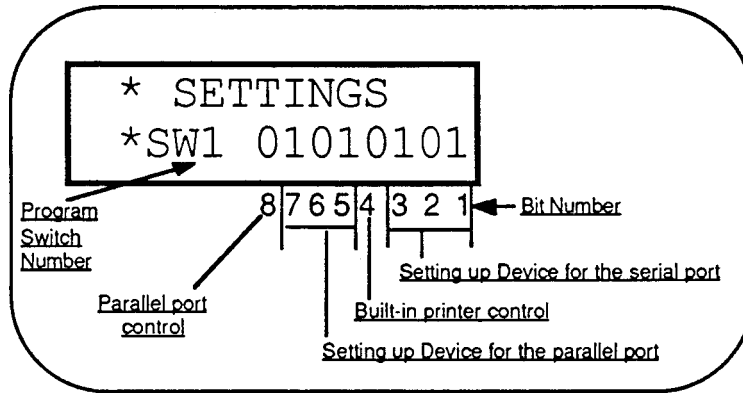 * SETTINGS
*SW1 01010101
8 7 6 5 4 3 2 1
Bit Number
Program
Switch
Number
Setting up Device for the serial port
Parallel port
control
Built-in printer control
Setting up Device for the parallel port